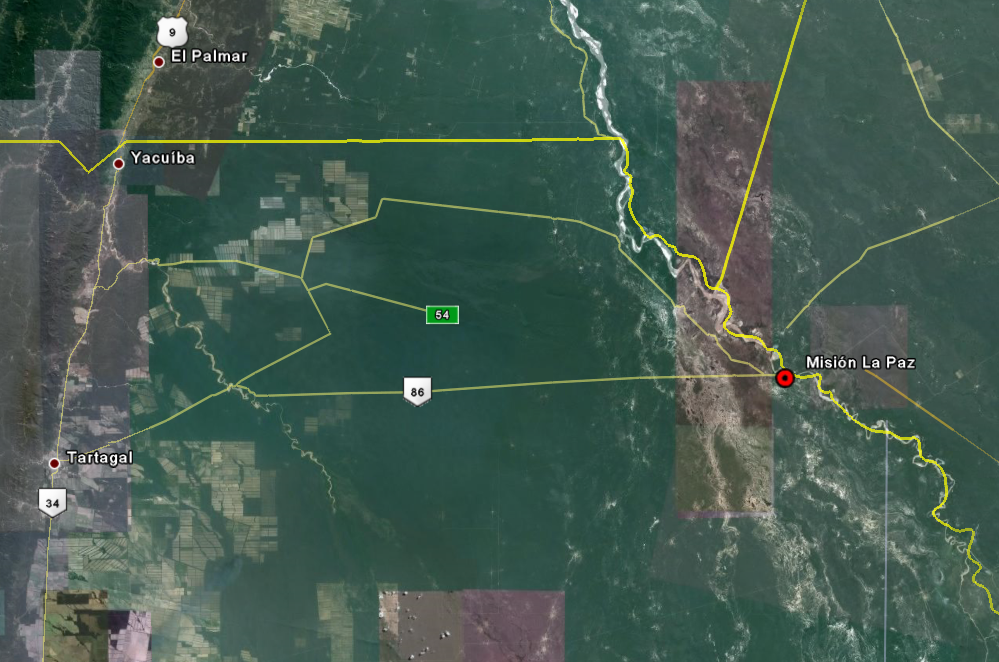 9
El Palmar
Yacuíba
54
Misión La Paz
86
Tartagal
34